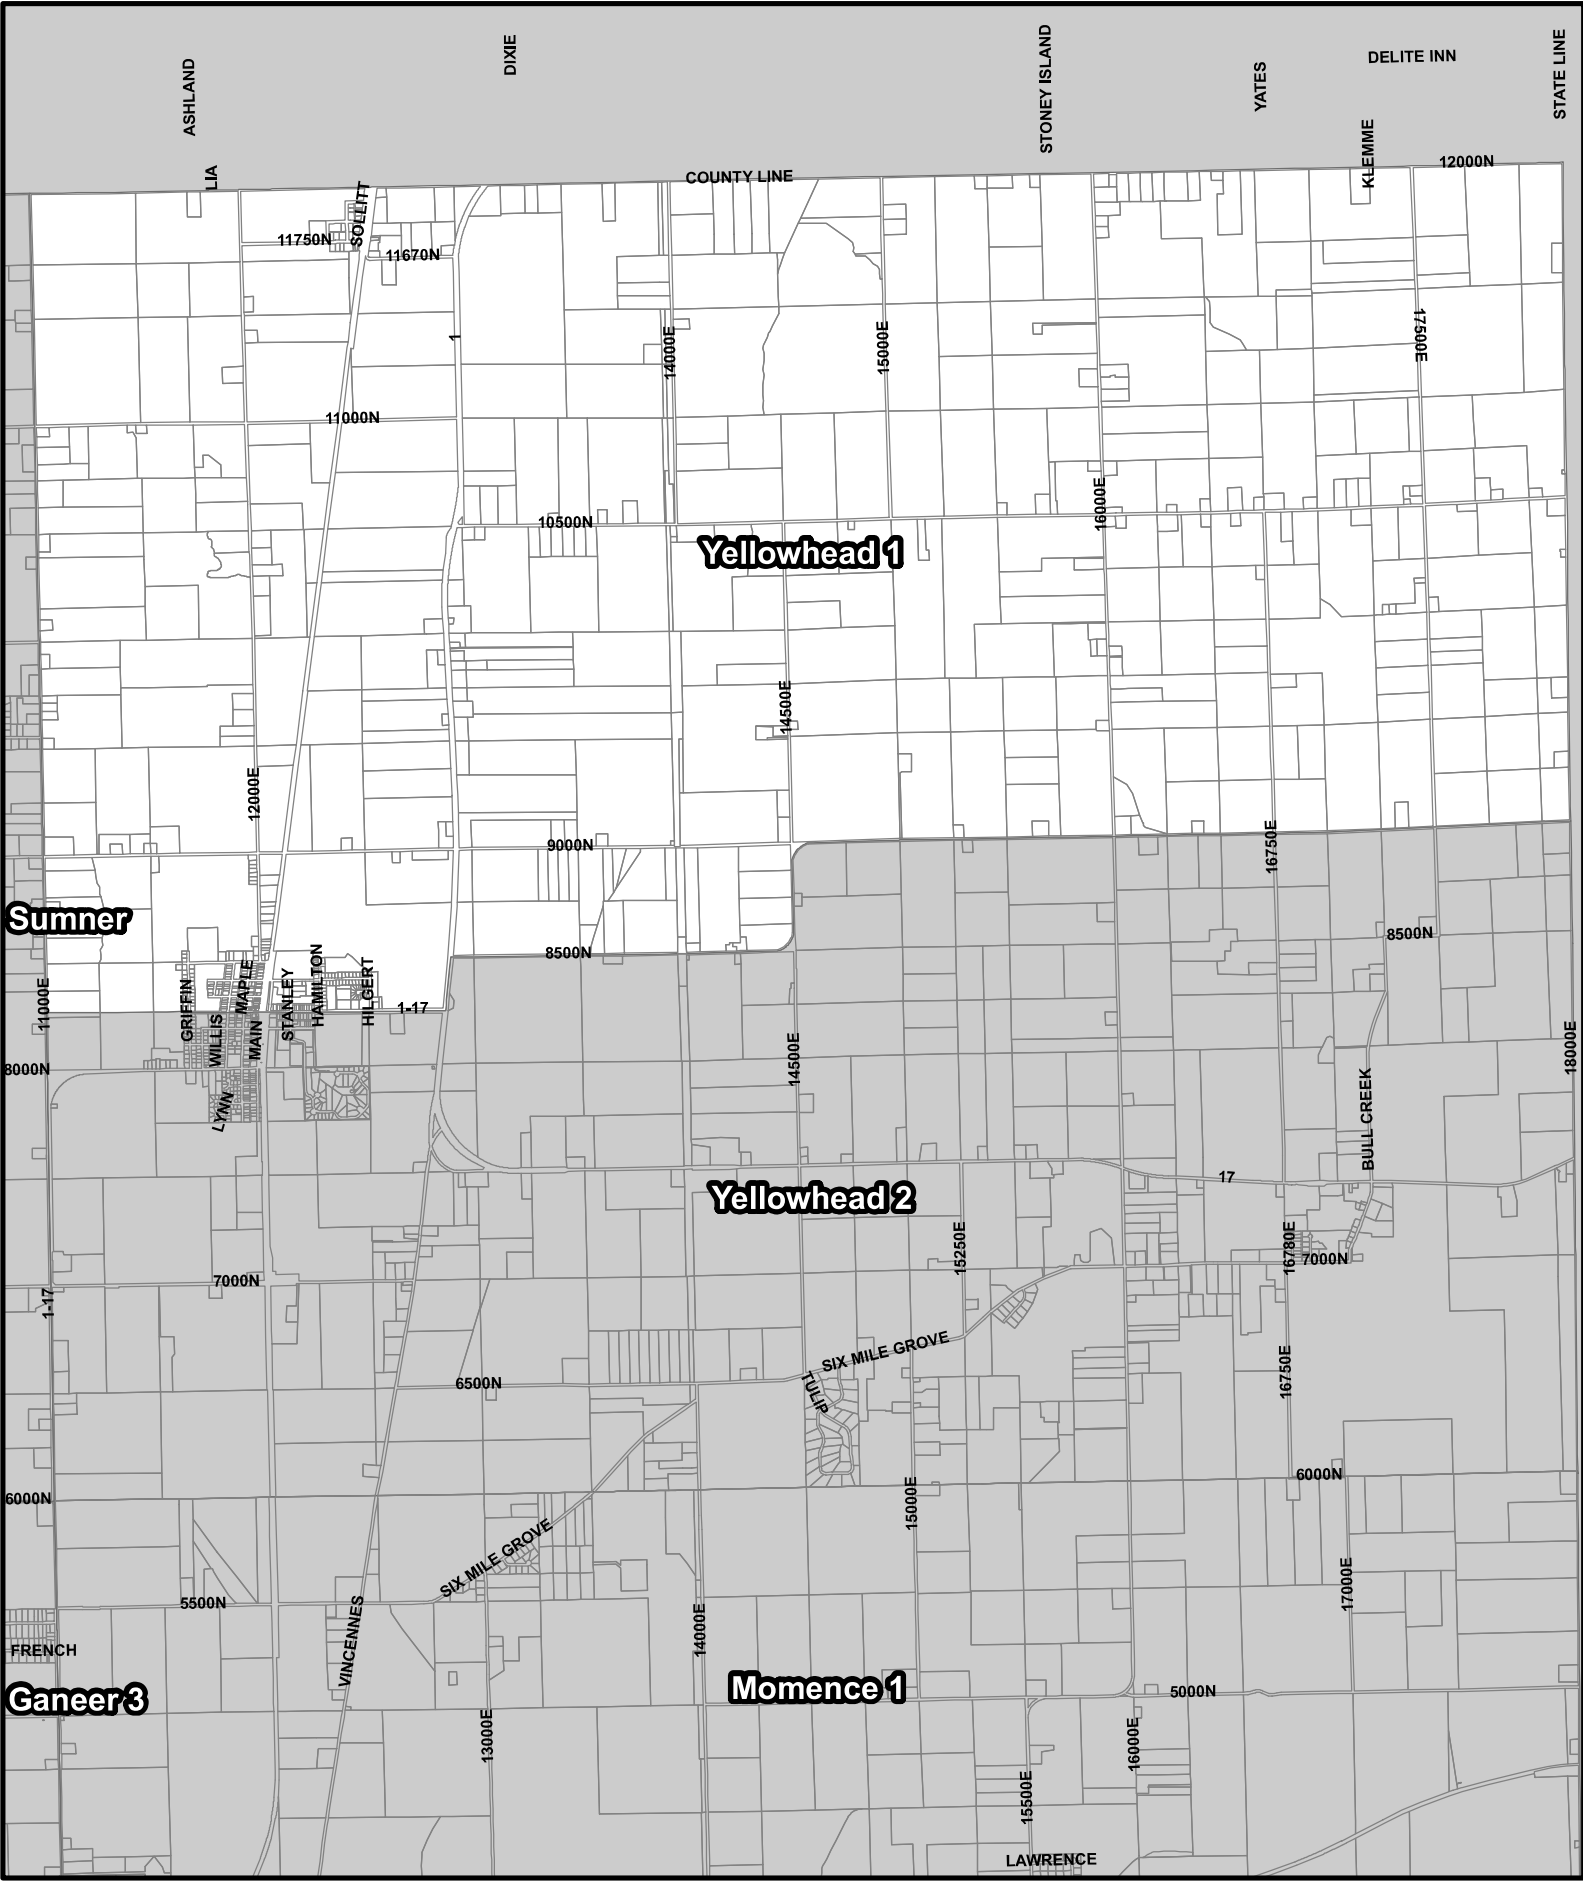 DIXIE
STONEY ISLAND
STATE LINE
DELITE INN
ASHLAND
YATES
KLEMME
12000N
LIA
COUNTY LINE
SOLLITT
11750N
11670N
1
14000E
15000E
17500E
11000N
16000E
10500N
Yellowhead 1
14500E
12000E
9000N
16750E
Sumner
8500N
8500N
11000E
GRIFFIN
WILLIS
MAPLE
MAIN
STANLEY
HAMILTON
HILGERT
1-17
14500E
18000E
8000N
LYNN
BULL CREEK
17
Yellowhead 2
15250E
16780E
7000N
7000N
1-17
SIX MILE GROVE
16750E
6500N
TULIP
6000N
6000N
15000E
SIX MILE GROVE
17000E
5500N
VINCENNES
14000E
FRENCH
Ganeer 3
Momence 1
5000N
13000E
16000E
15500E
LAWRENCE